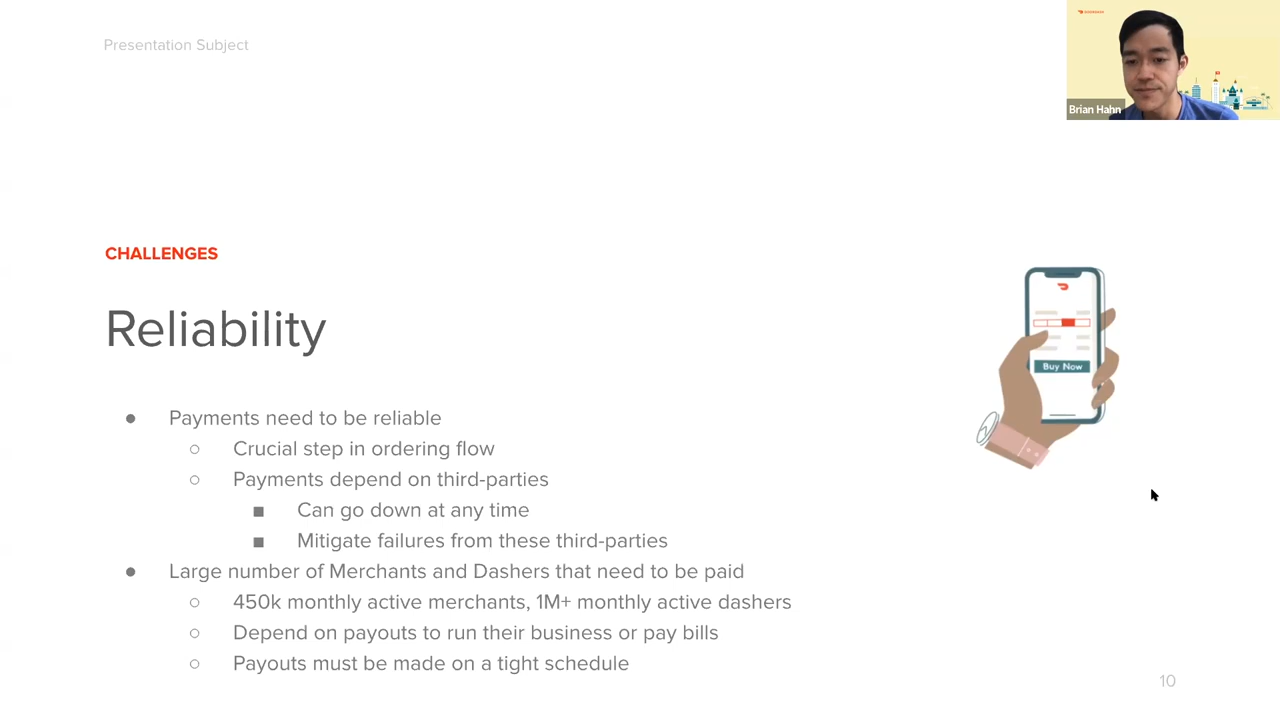 Presentation Subject
Brian Hahn
CHALLENGES
Reliability
Buy Now
● Payments need to be reliable
○ Crucial step in ordering flow
○ Payments depend on third-parties
■ Can go down at any time
■ Mitigate failures from these third-parties
● Large number of Merchants and Dashers that need to be paid
○ 450k monthly active merchants, 1M+ monthly active dashers
○ Depend on payouts to run their business or pay bills
○ Payouts must be made on a tight schedule
10